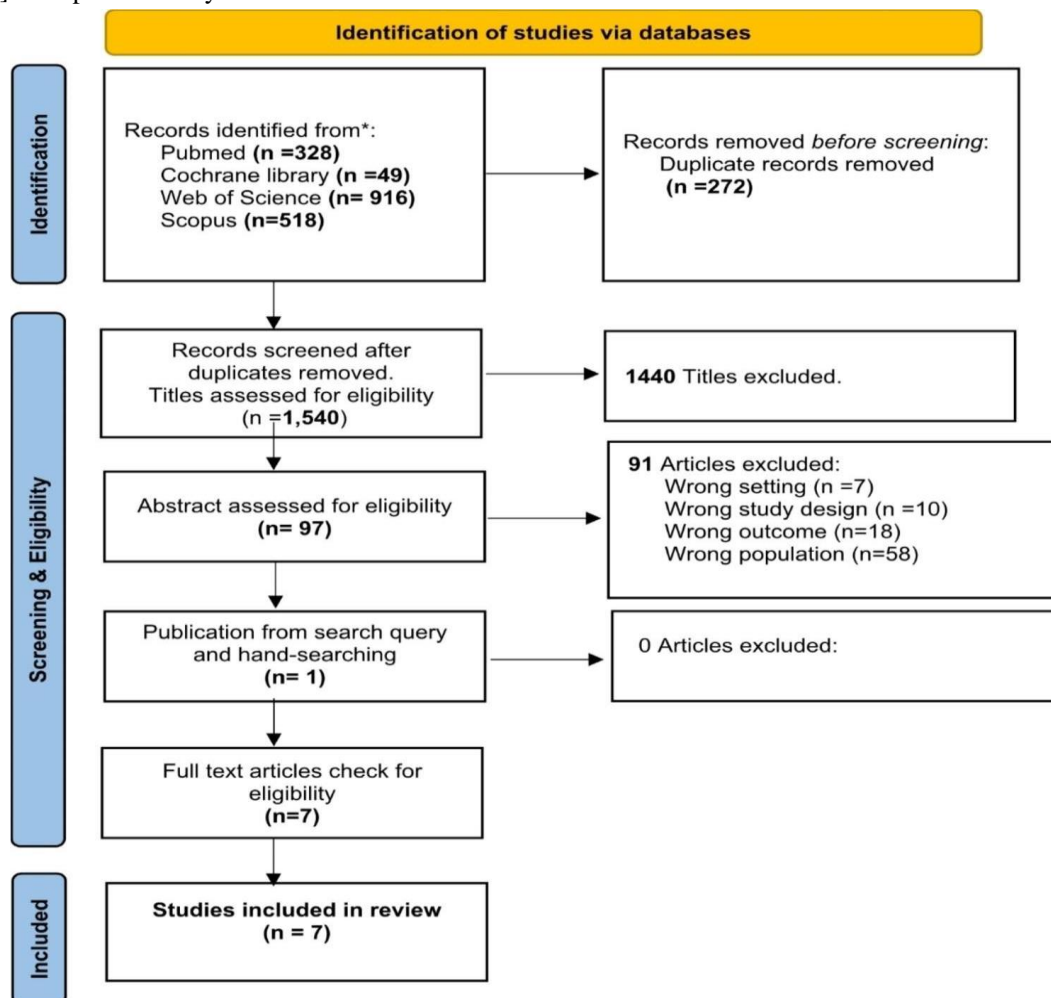 Identification of studies via databases
Identification
Records identified from*:
Pubmed (n =328)
Cochrane library (n =49)
Web of Science (n= 916)
Scopus (n=518)
Records removed before screening:
Duplicate records removed
(n =272)
Screening & Eligibility
Records screened after
duplicates removed.
Titles assessed for eligibility
(n =1,540)
1440 Titles excluded.
Abstract assessed for eligibility
(n= 97)
91 Articles excluded:
Wrong setting (n =7)
Wrong study design (n =10)
Wrong outcome (n=18)
Wrong population (n=58)
Publication from search query
and hand-searching
(n= 1)
0 Articles excluded:
Full text articles check for
eligibility
(n=7)
Included
Studies included in review
(n = 7)